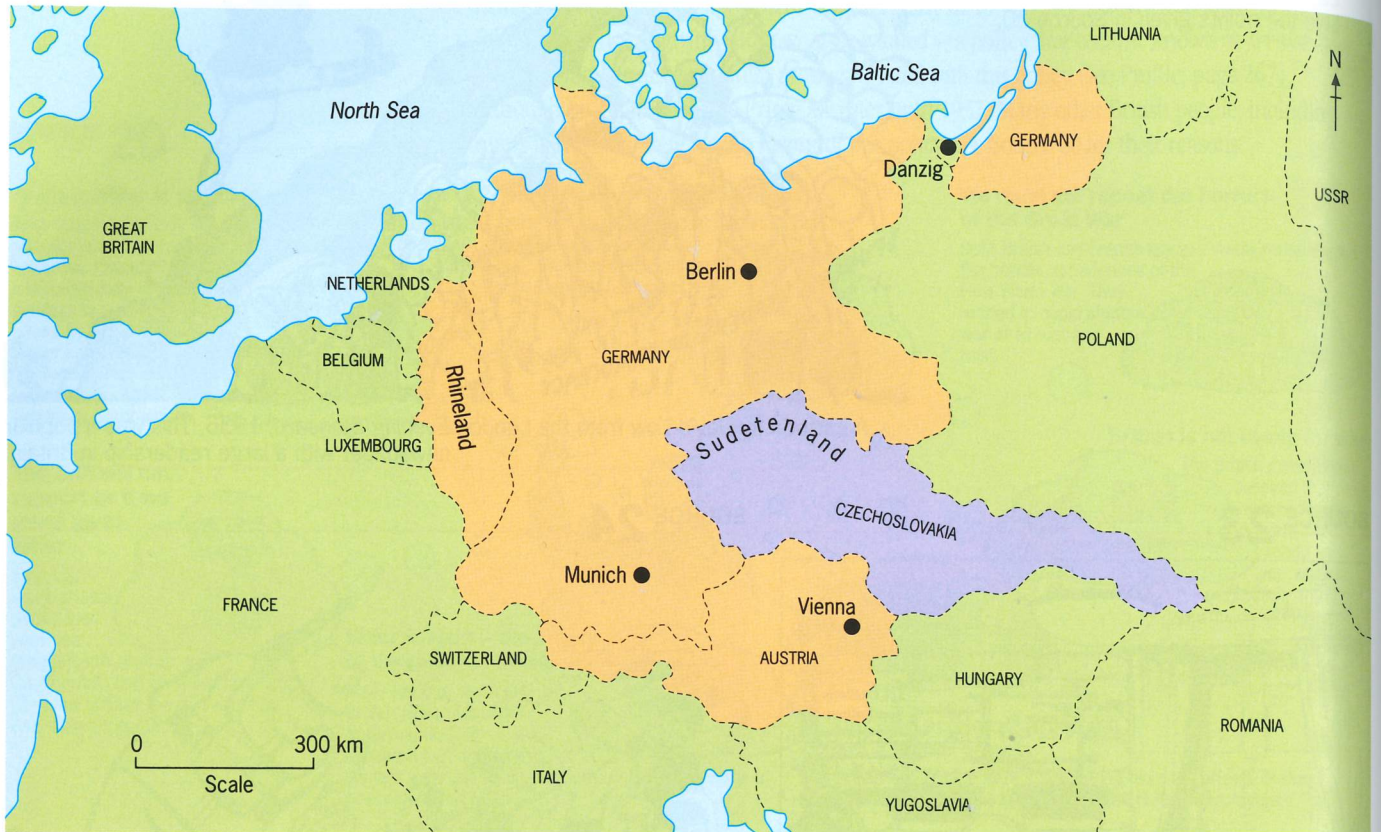 LITHUANIA
N
Baltic Sea
North Sea
GERMANY
Danzig
USSR
GREAT
BRITAIN
Berlin
NETHERLANDS
POLAND
GERMANY
BELGIUM
Rhineland
Sudetenland
LUXEMBOURG
CZECHOSLOVAKIA
Munich
FRANCE
Vienna
SWITZERLAND
AUSTRIA
HUNGARY
ROMANIA
0 300 km
Scale
ITALY
YUGOSLAVIA